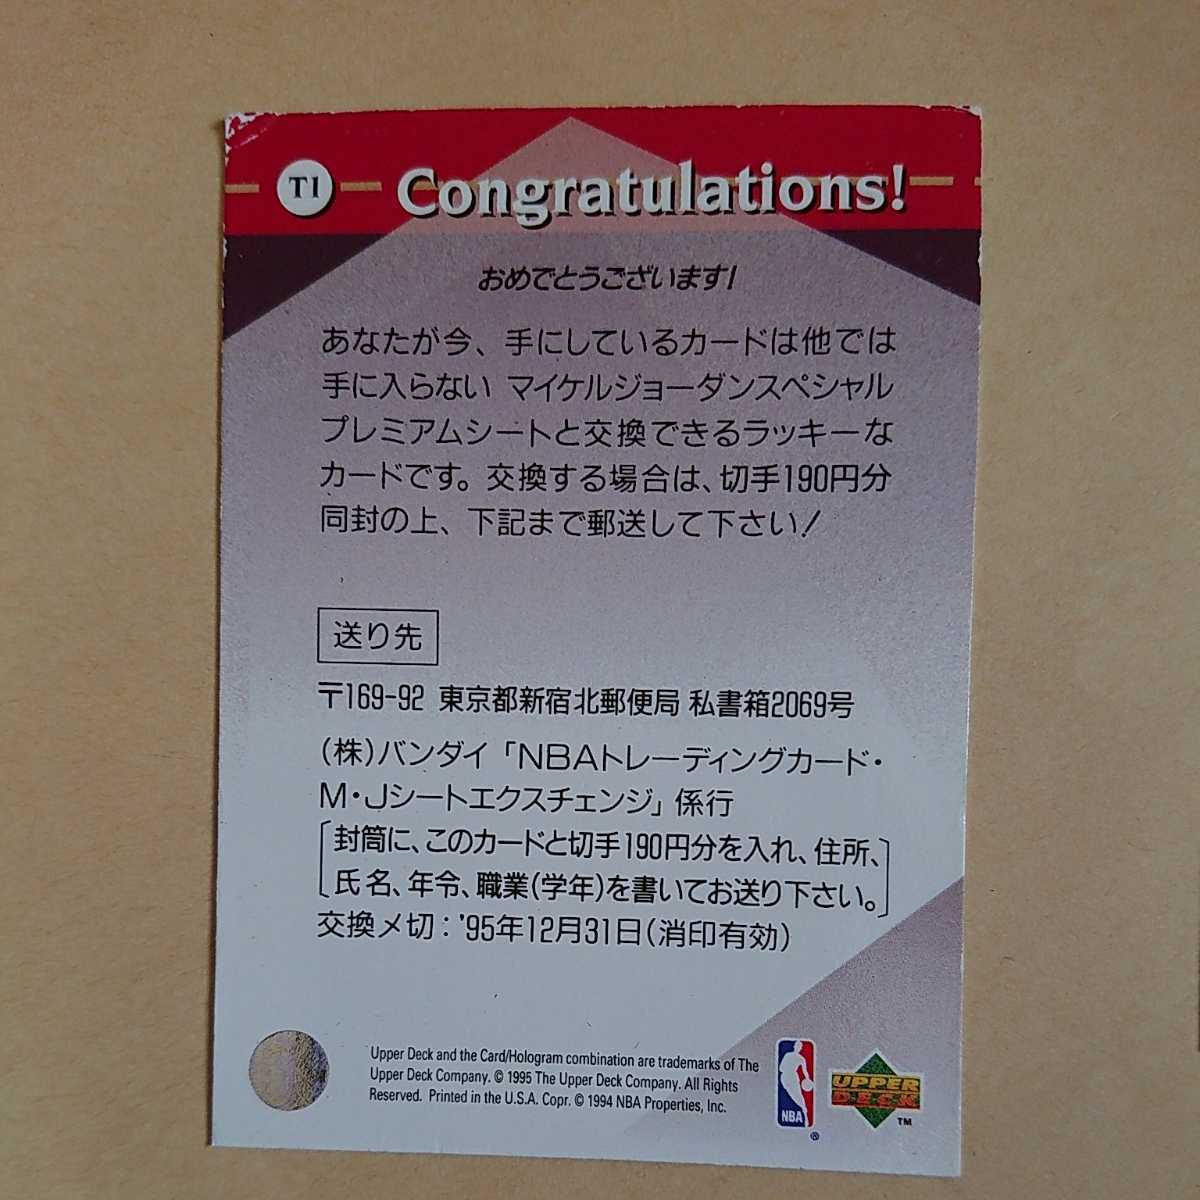 T1
Congratulations!
おめでとうございます!
あなたが今、手にしているカードは他では
手に入らない マイケルジョーダンスペシャル
プレミアムシートと交換できるラッキーな
カードです。交換する場合は、切手190円分
同封の上、下記まで郵送して下さい!
送り先
〒169-92 東京都新宿北郵便局 私書箱2069号
(株)バンダイ「NBAトレーディングカード・
M・Jシートエクスチェンジ」係行
[封筒に、このカードと切手190円分を入れ、住所、
氏名、年令、職業(学年)を書いてお送り下さい。]
交換〆切:'95年12月31日(消印有効)
Upper Deck and the Card/Hologram combination are trademarks of The
Upper Deck Company. © 1995 The Upper Deck Company. All Rights
Reserved. Printed in the U.S.A. Copr. © 1994 NBA Properties, Inc.
NBA
®
UPPER
DECK
TM